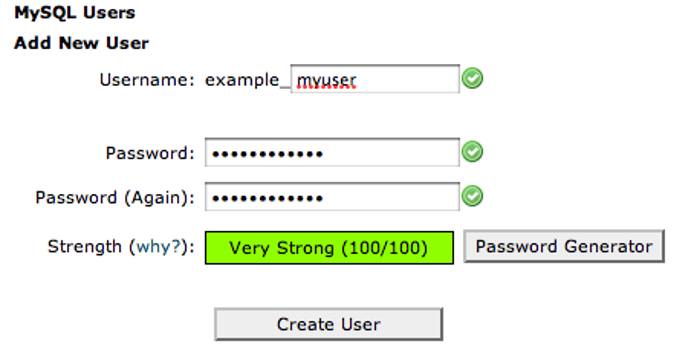 MySQL Users
Add New User
Username: example_ myuser
Password: ••••••••••••
Password (Again): ••••••••••••
Strength (why?): Very Strong (100/100) Password Generator
Create User